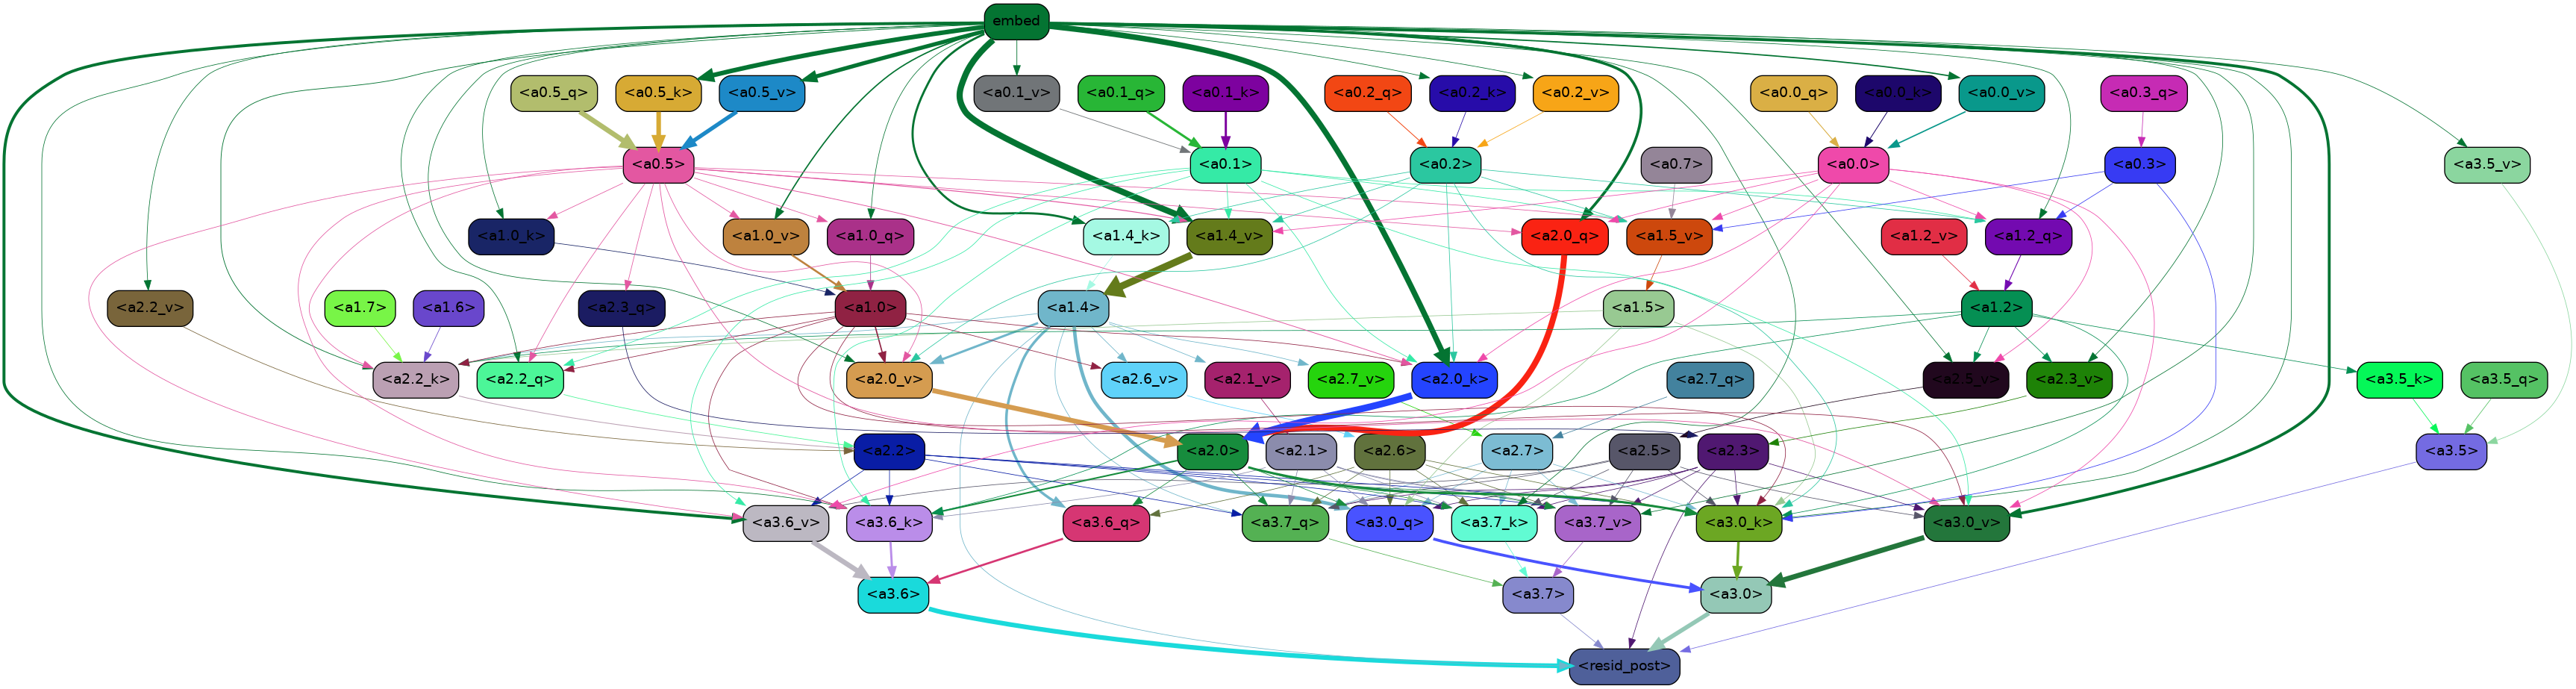 embed
<a0.5_q> <a0.5_k> <a0.5_v> <a0.1_v> <a0.1_q> <a0.1_k> <a0.2_q> <a0.2_k> <a0.2_v> <a0.0_q> <a0.0_k> <a0.0_v> <a0.3_q>
<a0.5> <a0.1> <a0.2> <a0.7> <a0.0> <a0.3> <a3.5_v>
<a1.0_k> <a1.0_v> <a1.0_q> <a1.4_k> <a1.4_v> <a2.0_q> <a1.5_v> <a1.2_v> <a1.2_q>
<a2.2_v> <a1.7> <a1.6> <a2.3_q> <a1.0> <a1.4> <a1.5> <a1.2>
<a2.2_k> <a2.2_q> <a2.0_v> <a2.6_v> <a2.1_v> <a2.7_v> <a2.0_k> <a2.7_q> <a2.5_v> <a2.3_v> <a3.5_k> <a3.5_q>
<a2.2> <a2.0> <a2.1> <a2.6> <a2.7> <a2.5> <a2.3> <a3.5>
<a3.6_v> <a3.6_k> <a3.6_q> <a3.7_q> <a3.0_q> <a3.7_k> <a3.7_v> <a3.0_k> <a3.0_v>
<a3.6> <a3.7> <a3.0>
<resid_post>